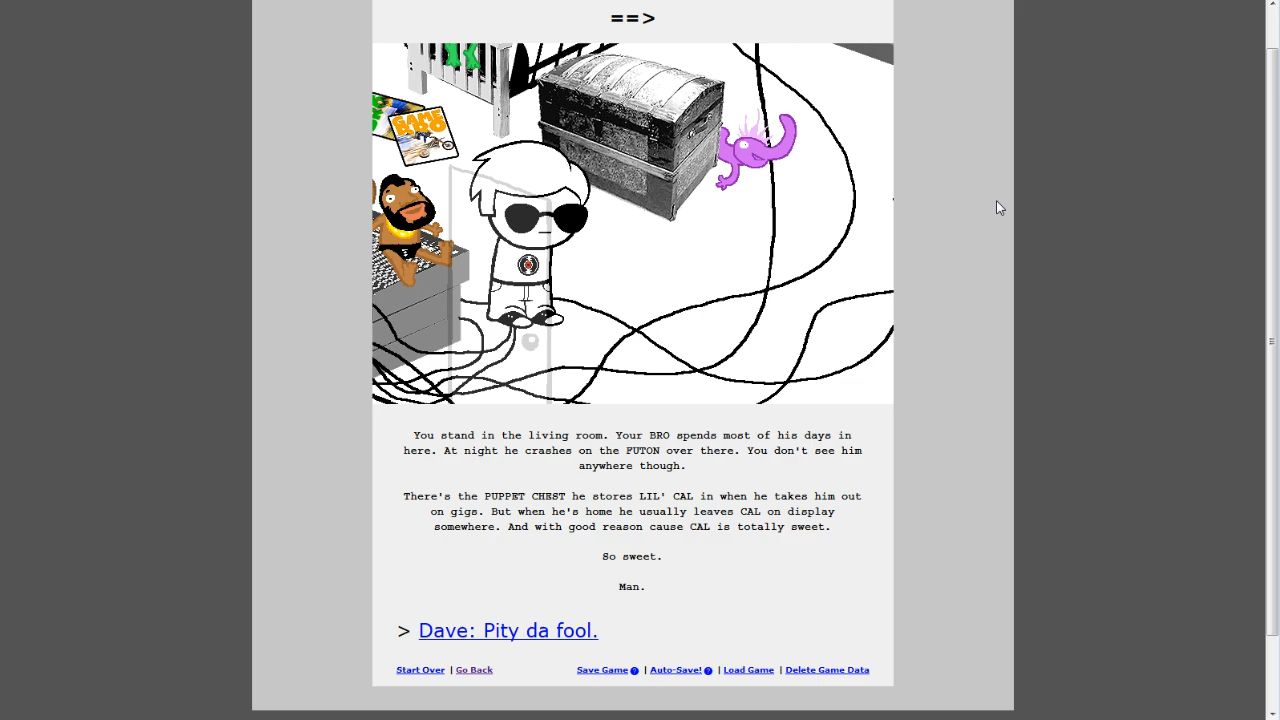 ==>
GAME
BRO
You stand in the living room. Your BRO spends most of his days in
here. At night he crashes on the FUTON over there. You don't see him
anywhere though.
There's the PUPPET CHEST he stores LIL' CAL in when he takes him out
on gigs. But when he's home he usually leaves CAL on display
somewhere. And with good reason cause CAL is totally sweet.
So sweet.
Man.
> Dave: Pity da fool.
Start Over | Go Back Save Game ? | Auto-Save! ? | Load Game | Delete Game Data